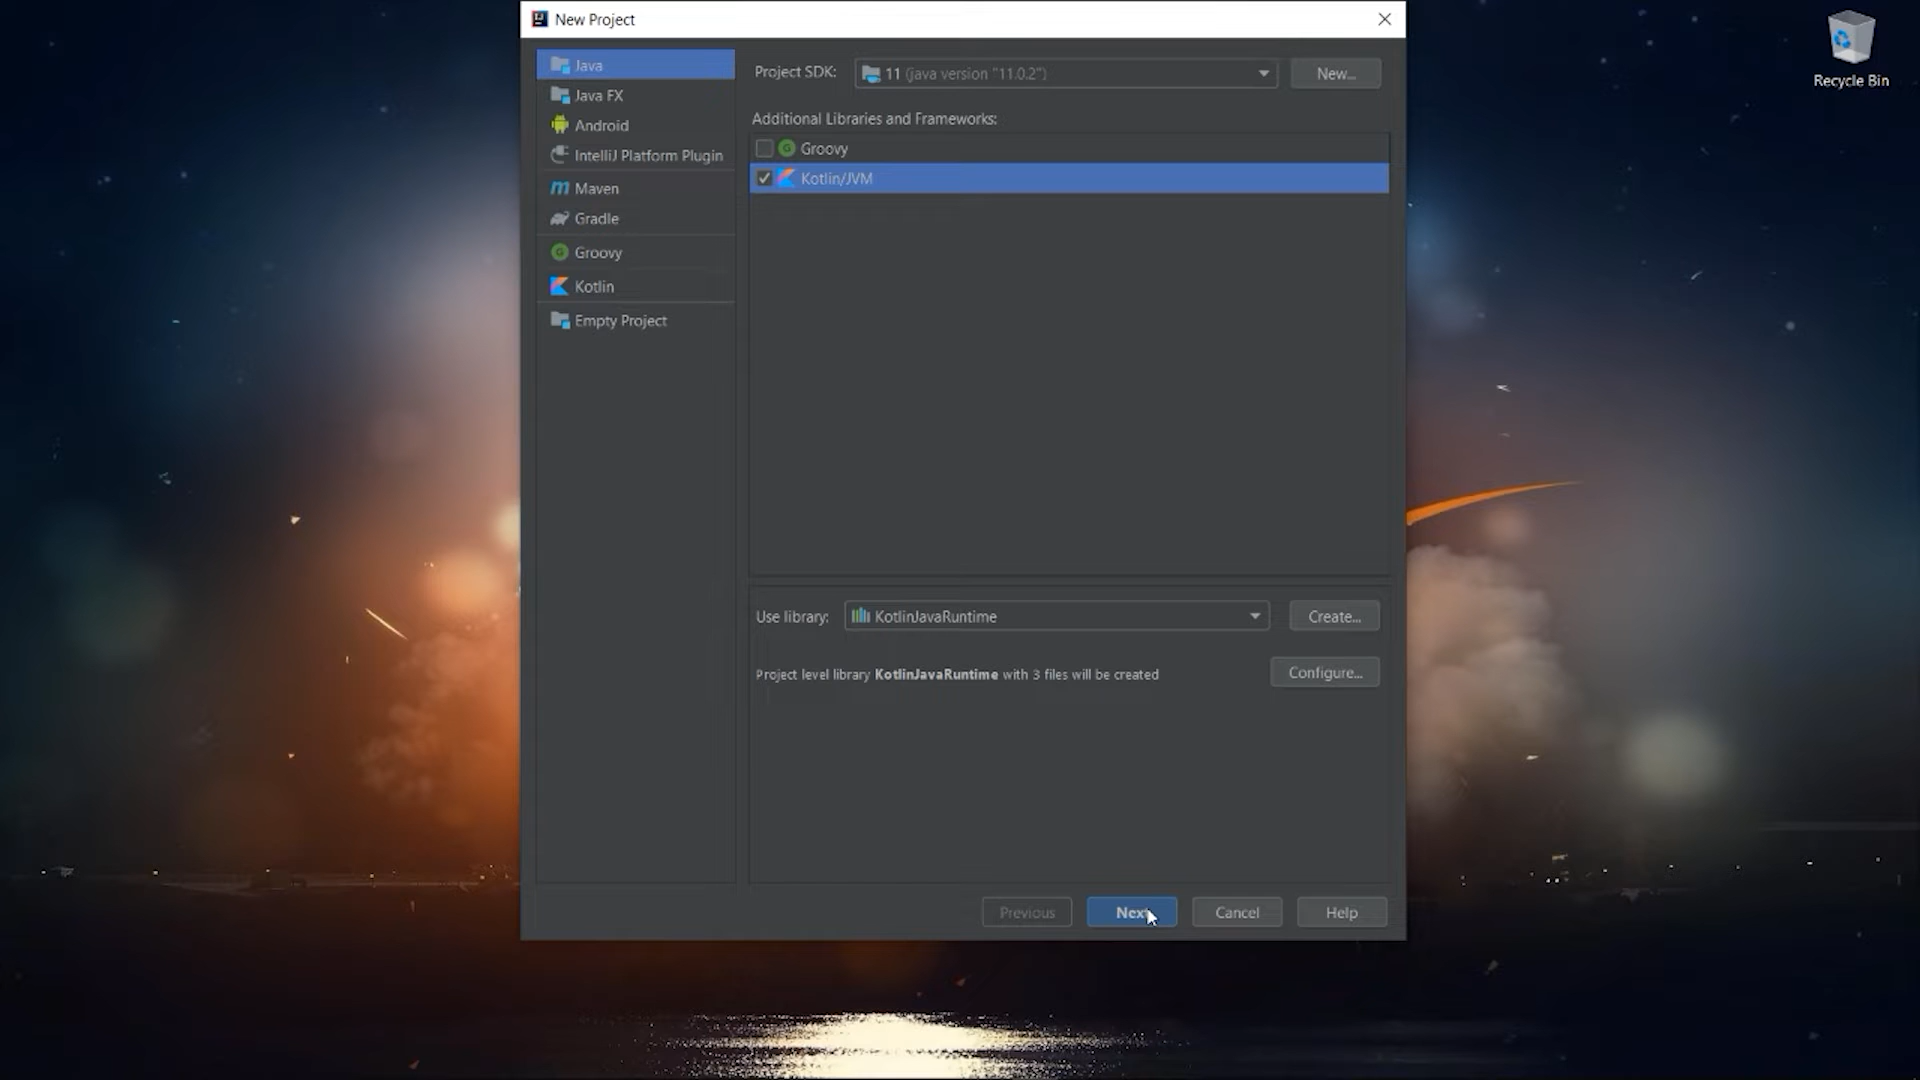 New Project
Recycle Bin
Java
Java FX
Android
IntelliJ Platform Plugin
Maven
Gradle
Groovy
Kotlin
Empty Project
Project SDK: 11 (java version "11.0.2") New...
Additional Libraries and Frameworks:
Groovy
Kotlin/JVM
Use library: KotlinJavaRuntime Create...
Project level library KotlinJavaRuntime with 3 files will be created Configure...
Previous Next Cancel Help